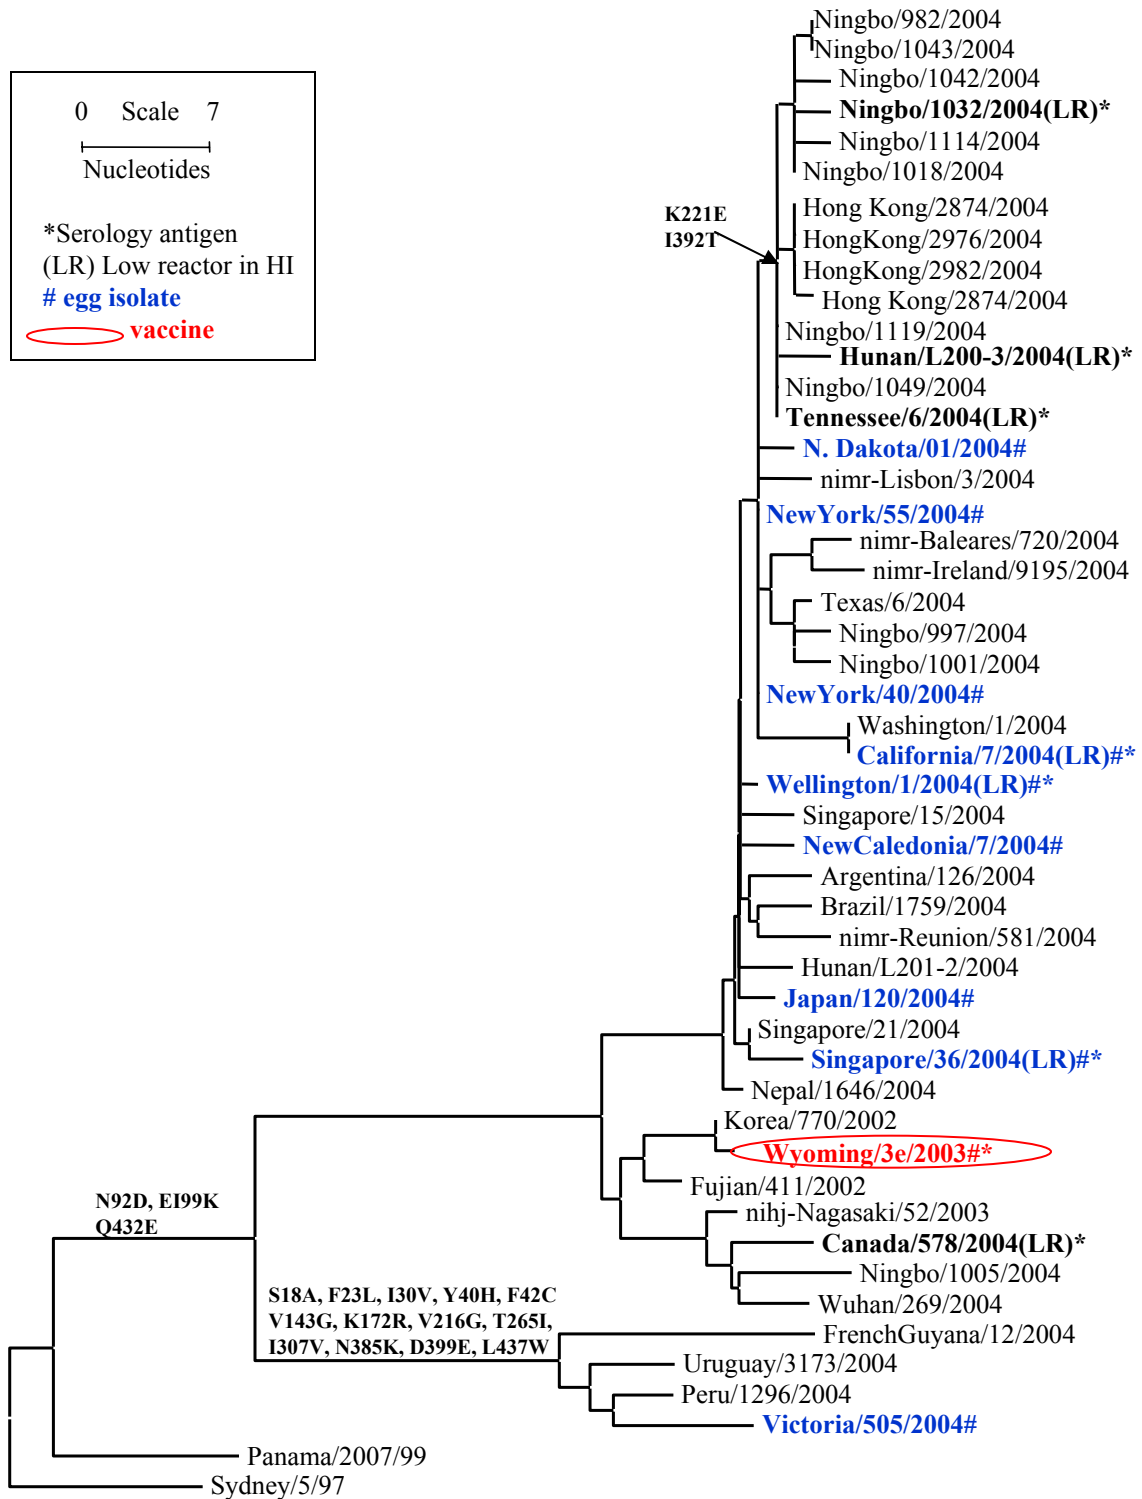 0 Scale 7
Nucleotides
*Serology antigen
(LR) Low reactor in HI
# egg isolate
vaccine
Ningbo/982/2004
Ningbo/1043/2004
Ningbo/1042/2004
Ningbo/1032/2004(LR)*
Ningbo/1114/2004
Ningbo/1018/2004
K221E
I392T
Hong Kong/2874/2004
HongKong/2976/2004
HongKong/2982/2004
Hong Kong/2874/2004
Ningbo/1119/2004
Hunan/L200-3/2004(LR)*
Ningbo/1049/2004
Tennessee/6/2004(LR)*
N. Dakota/01/2004#
nimr-Lisbon/3/2004
NewYork/55/2004#
nimr-Baleares/720/2004
nimr-Ireland/9195/2004
Texas/6/2004
Ningbo/997/2004
Ningbo/1001/2004
NewYork/40/2004#
Washington/1/2004
California/7/2004(LR)#*
Wellington/1/2004(LR)#*
Singapore/15/2004
NewCaledonia/7/2004#
Argentina/126/2004
Brazil/1759/2004
nimr-Reunion/581/2004
Hunan/L201-2/2004
Japan/120/2004#
Singapore/21/2004
Singapore/36/2004(LR)#*
Nepal/1646/2004
Korea/770/2002
Wyoming/3e/2003#*
Fujian/411/2002
N92D, EI99K
Q432E
nihj-Nagasaki/52/2003
Canada/578/2004(LR)*
Ningbo/1005/2004
Wuhan/269/2004
S18A, F23L, I30V, Y40H, F42C
V143G, K172R, V216G, T265I,
I307V, N385K, D399E, L437W
FrenchGuyana/12/2004
Uruguay/3173/2004
Peru/1296/2004
Victoria/505/2004#
Panama/2007/99
Sydney/5/97